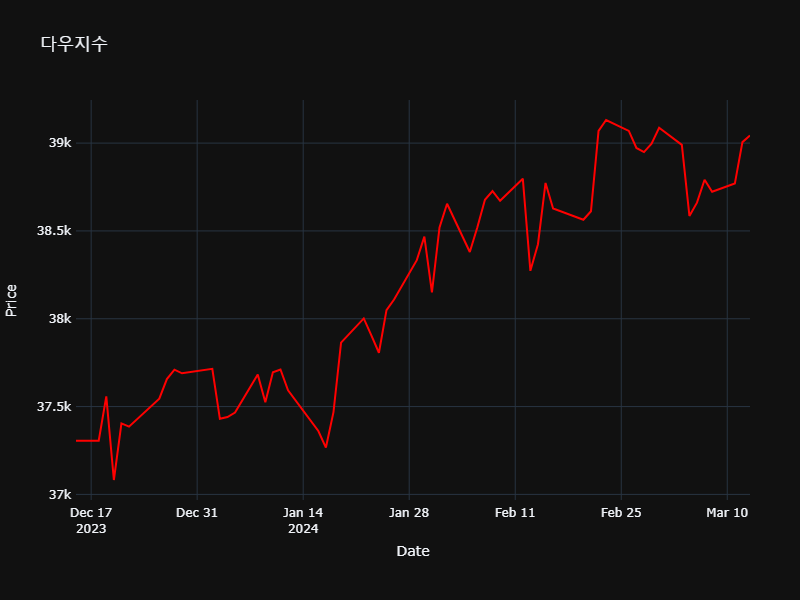 다우지수
39k
38.5k
38k
37.5k
37k
Price
Dec 17
2023
Dec 31
Jan 14
2024
Jan 28
Feb 11
Feb 25
Mar 10
Date